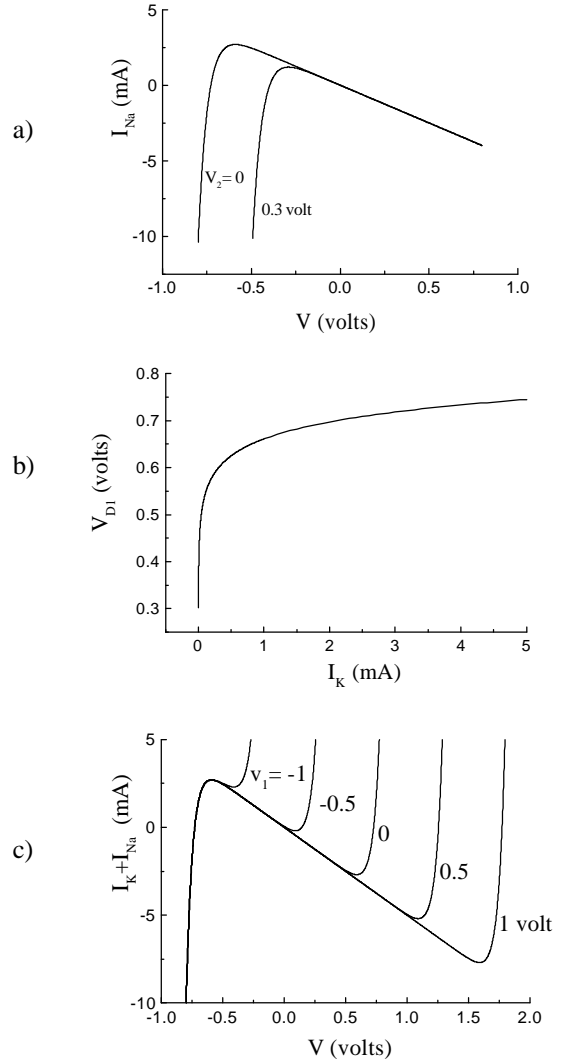 a)
I_Na (mA)
5
0
-5
-10
V_2= 0
0.3 volt
-1.0 -0.5 0.0 0.5 1.0
V (volts)
b)
V_D1 (volts)
0.8
0.7
0.6
0.5
0.4
0.3
0 1 2 3 4 5
I_K (mA)
c)
I_K+I_Na (mA)
5
0
-5
-10
v_1= -1
-0.5
0
0.5
1 volt
-1.0 -0.5 0.0 0.5 1.0 1.5 2.0
V (volts)